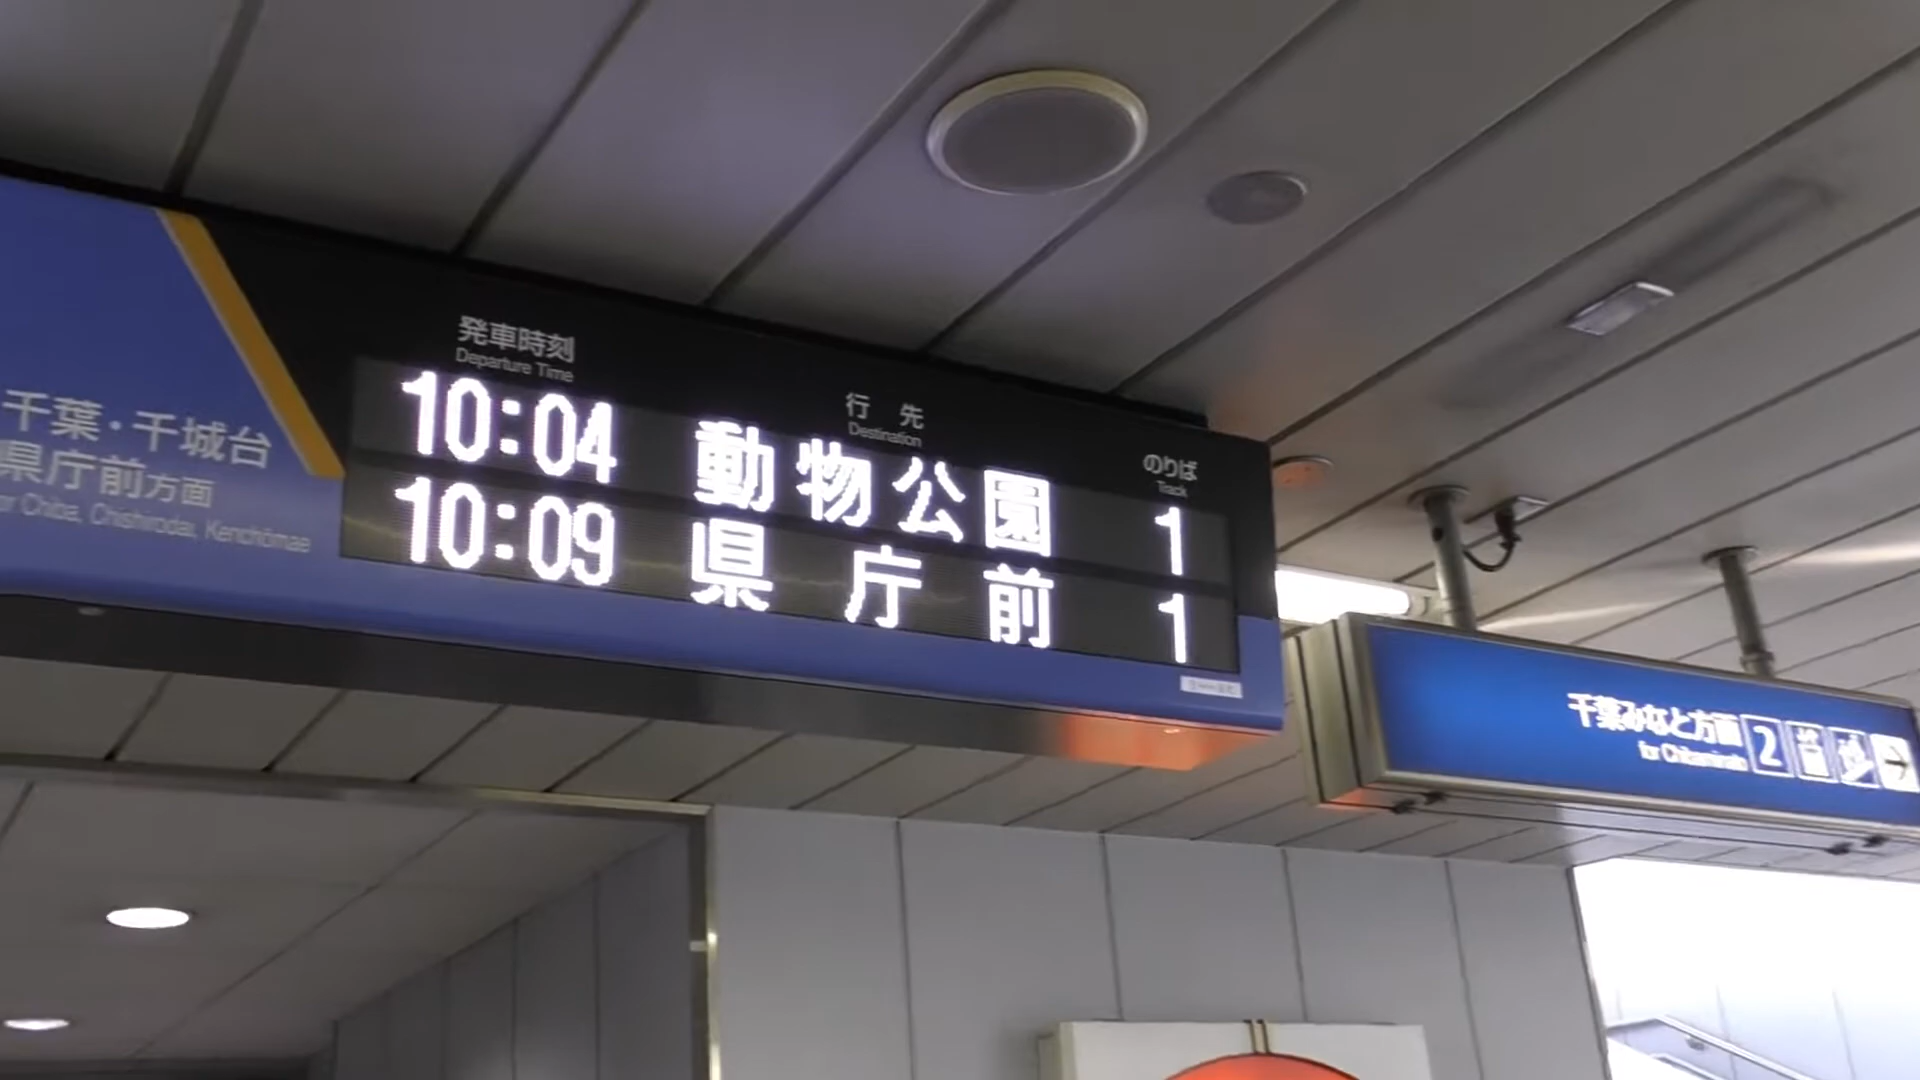 千葉・千城台
県庁前方面
for Chiba, Chishirodai, Kenchōmae
発車時刻
Departure Time
行先
Destination
のりば
Track
10:04 動物公園 1
10:09 県庁前 1
千葉みなと方面 2
for Chibaminato